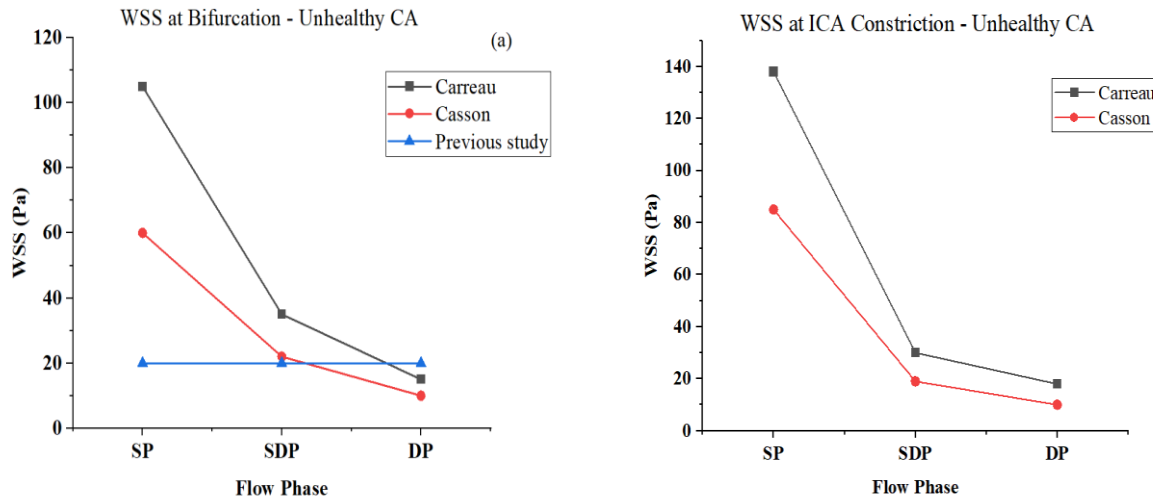 WSS at Bifurcation - Unhealthy CA
(a)
120
100
80
60
40
20
0
WSS (Pa)
Carreau
Casson
Previous study
SP
SDP
DP
Flow Phase
WSS at ICA Constriction - Unhealthy CA
140
120
100
80
60
40
20
0
WSS (Pa)
Carreau
Casson
SP
SDP
DP
Flow Phase